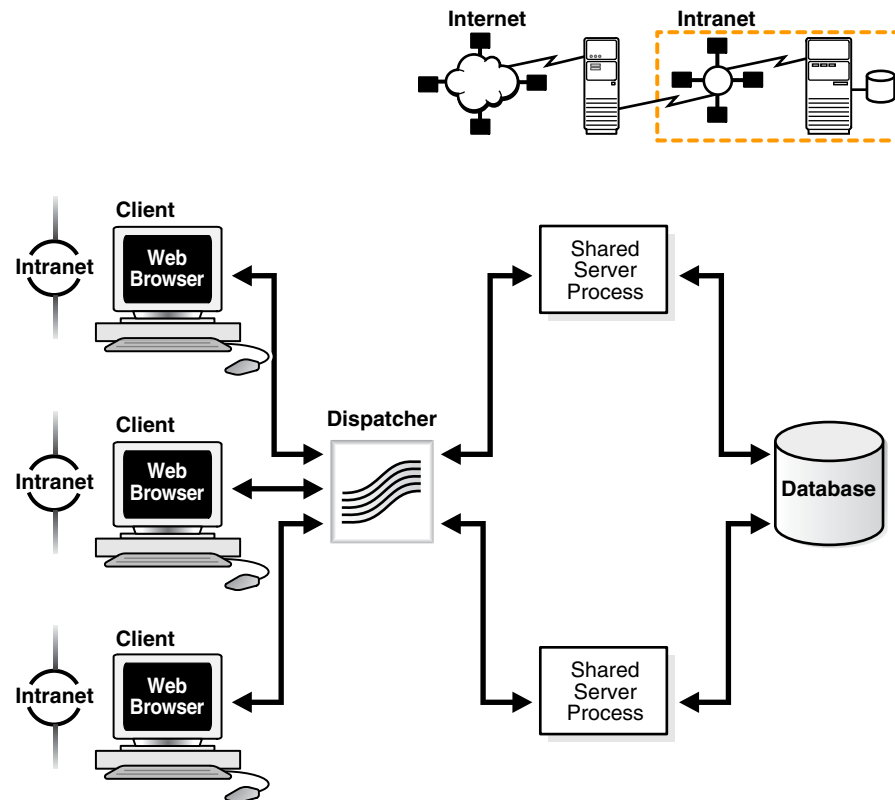 Internet
Intranet
Client
Intranet
Web
Browser
Shared
Server
Process
Dispatcher
Client
Intranet
Web
Browser
Database
Client
Intranet
Web
Browser
Shared
Server
Process